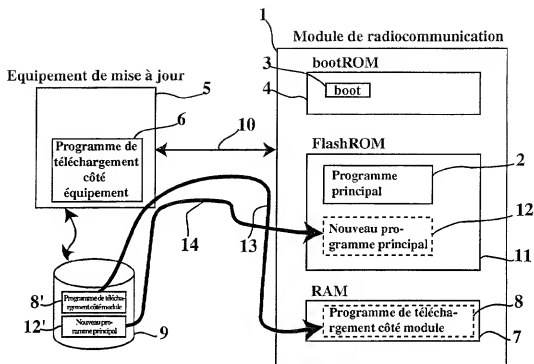 1
Module de radiocommunication
bootROM
3
boot
4
Equipement de mise à jour
5
6
Programme de
téléchargement
côté
équipement
10
FlashROM
2
Programme
principal
12
Nouveau pro-
gramme principal
11
13
14
RAM
Programme de télécha-
rgement côté module
8
7
8'
Programme de télécha-
rgement côté module
12'
Nouveau pro-
gramme principal
9